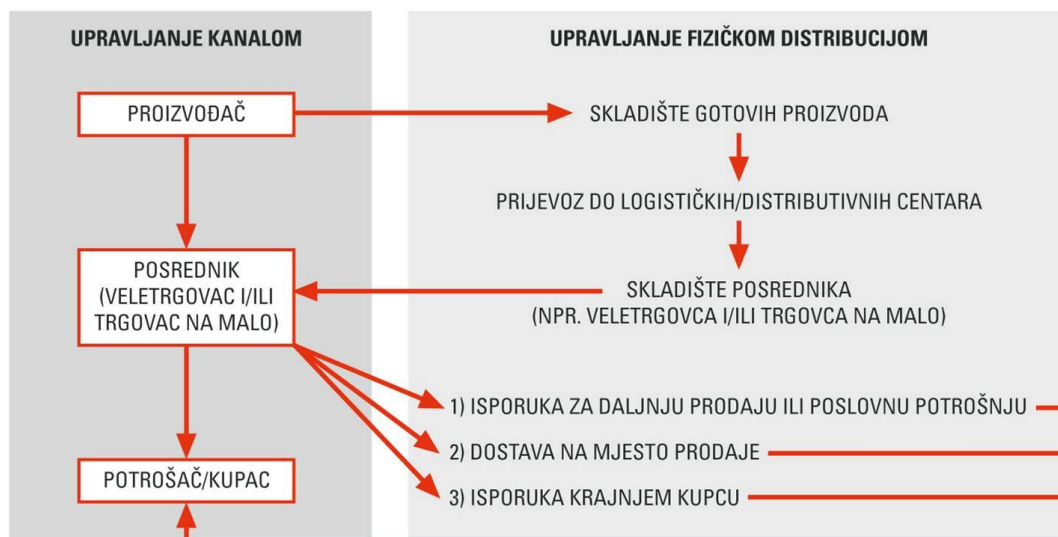 UPRAVLJANJE KANALOM
UPRAVLJANJE FIZIČKOM DISTRIBUCIJOM
PROIZVOĐAČ
SKLADIŠTE GOTOVIH PROIZVODA
PRIJEVOZ DO LOGISTIČKIH/DISTRIBUTIVNIH CENTARA
POSREDNIK
(VELETRGOVAC I/ILI
TRGOVAC NA MALO)
SKLADIŠTE POSREDNIKA
(NPR. VELETRGOVCA I/ILI TRGOVCA NA MALO)
1) ISPORUKA ZA DALJNJU PRODAJU ILI POSLOVNU POTROŠNJU
2) DOSTAVA NA MJESTO PRODAJE
3) ISPORUKA KRAJNJEM KUPCU
POTROŠAČ/KUPAC